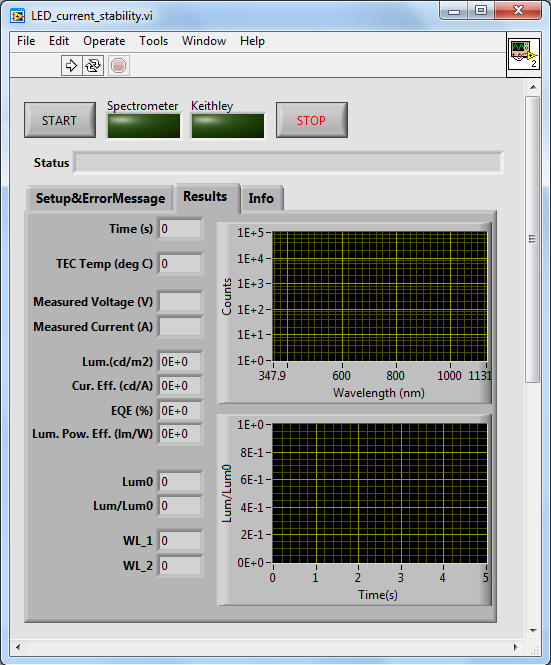 LED_current_stability.vi
File Edit Operate Tools Window Help
2
Spectrometer Keithley
START STOP
Status
Setup&ErrorMessage Results Info
Time (s) 0
TEC Temp (deg C) 0
Measured Voltage (V)
Measured Current (A)
Lum.(cd/m2) 0E+0
Cur. Eff. (cd/A) 0E+0
EQE (%) 0E+0
Lum. Pow. Eff. (lm/W) 0E+0
Lum0 0
Lum/Lum0 0
WL_1 0
WL_2 0
Counts
1E+5
1E+4
1E+3
1E+2
1E+1
1E+0
347.9 600 800 1000 1131
Wavelength (nm)
Lum/Lum0
1E+0
8E-1
6E-1
4E-1
2E-1
0E+0
0 1 2 3 4 5
Time(s)